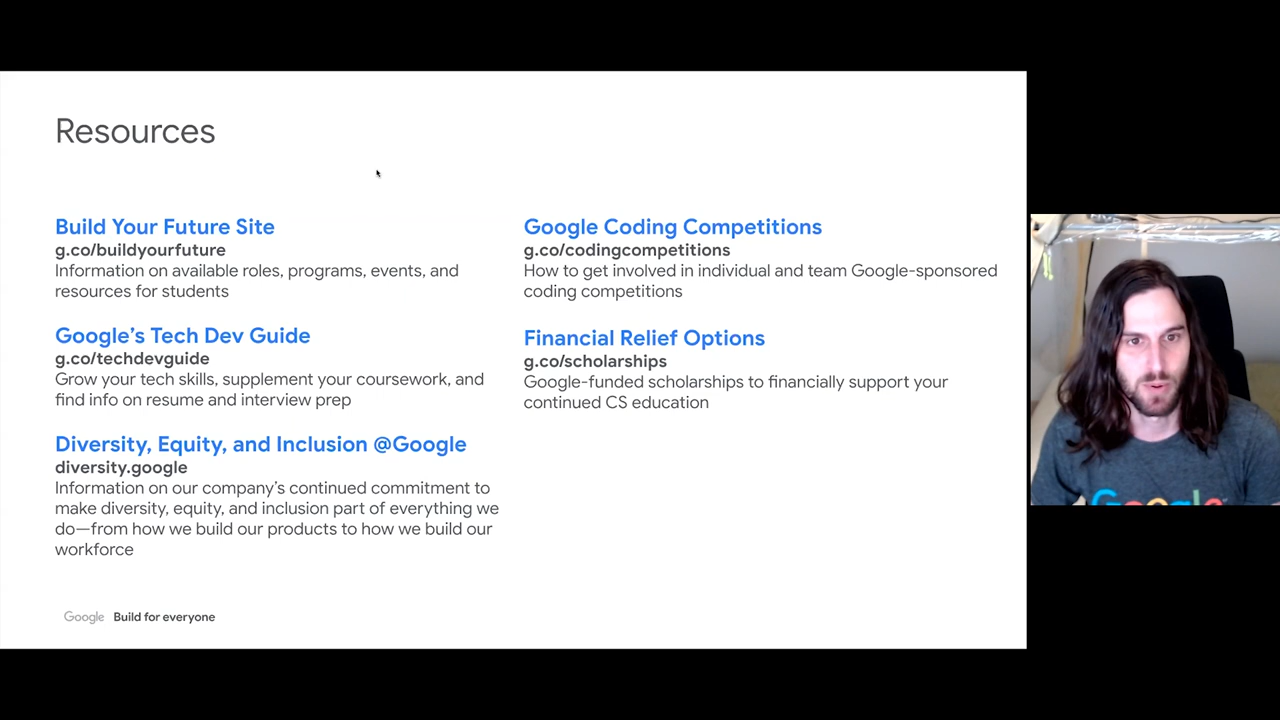 Resources
Build Your Future Site
g.co/buildyourfuture
Information on available roles, programs, events, and
resources for students
Google's Tech Dev Guide
g.co/techdevguide
Grow your tech skills, supplement your coursework, and
find info on resume and interview prep
Diversity, Equity, and Inclusion @Google
diversity.google
Information on our company's continued commitment to
make diversity, equity, and inclusion part of everything we
do—from how we build our products to how we build our
workforce
Google Coding Competitions
g.co/codingcompetitions
How to get involved in individual and team Google-sponsored
coding competitions
Financial Relief Options
g.co/scholarships
Google-funded scholarships to financially support your
continued CS education
Google Build for everyone
Google